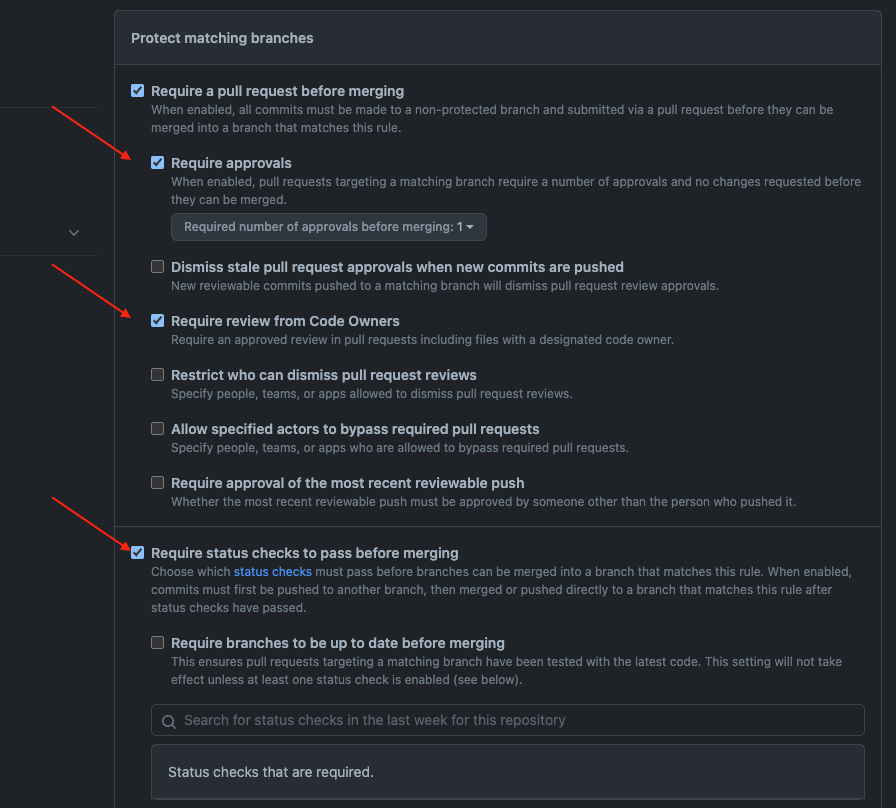 Protect matching branches
Require a pull request before merging
When enabled, all commits must be made to a non-protected branch and submitted via a pull request before they can be
merged into a branch that matches this rule.
Require approvals
When enabled, pull requests targeting a matching branch require a number of approvals and no changes requested before
they can be merged.
Required number of approvals before merging: 1
Dismiss stale pull request approvals when new commits are pushed
New reviewable commits pushed to a matching branch will dismiss pull request review approvals.
Require review from Code Owners
Require an approved review in pull requests including files with a designated code owner.
Restrict who can dismiss pull request reviews
Specify people, teams, or apps allowed to dismiss pull request reviews.
Allow specified actors to bypass required pull requests
Specify people, teams, or apps who are allowed to bypass required pull requests.
Require approval of the most recent reviewable push
Whether the most recent reviewable push must be approved by someone other than the person who pushed it.
Require status checks to pass before merging
Choose which status checks must pass before branches can be merged into a branch that matches this rule. When enabled,
commits must first be pushed to another branch, then merged or pushed directly to a branch that matches this rule after
status checks have passed.
Require branches to be up to date before merging
This ensures pull requests targeting a matching branch have been tested with the latest code. This setting will not take
effect unless at least one status check is enabled (see below).
Search for status checks in the last week for this repository
Status checks that are required.